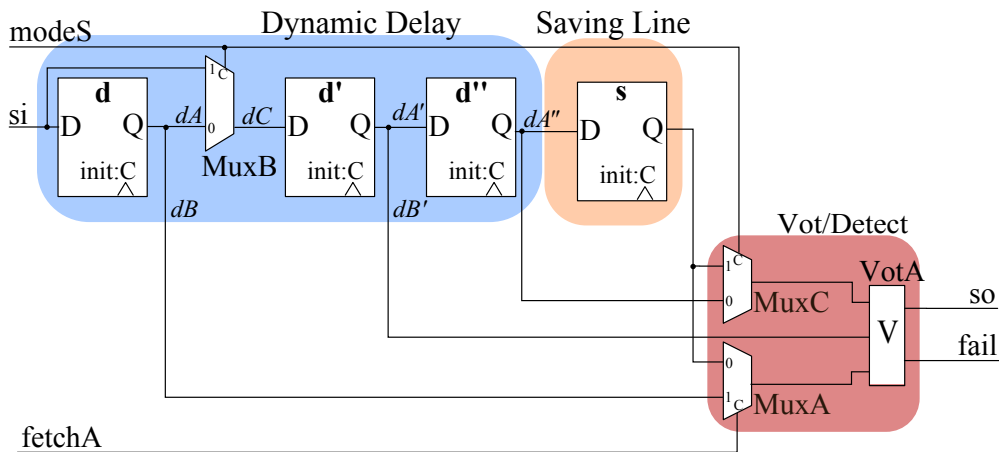 Dynamic Delay
Saving Line
modeS
1
C
d
d'
d''
s
si
D
Q
dA
0
dC
D
Q
dA'
D
Q
dA''
D
Q
MuxB
init:C
init:C
init:C
init:C
dB
dB'
Vot/Detect
1
C
VotA
0
MuxC
so
V
0
fail
1
C
MuxA
fetchA